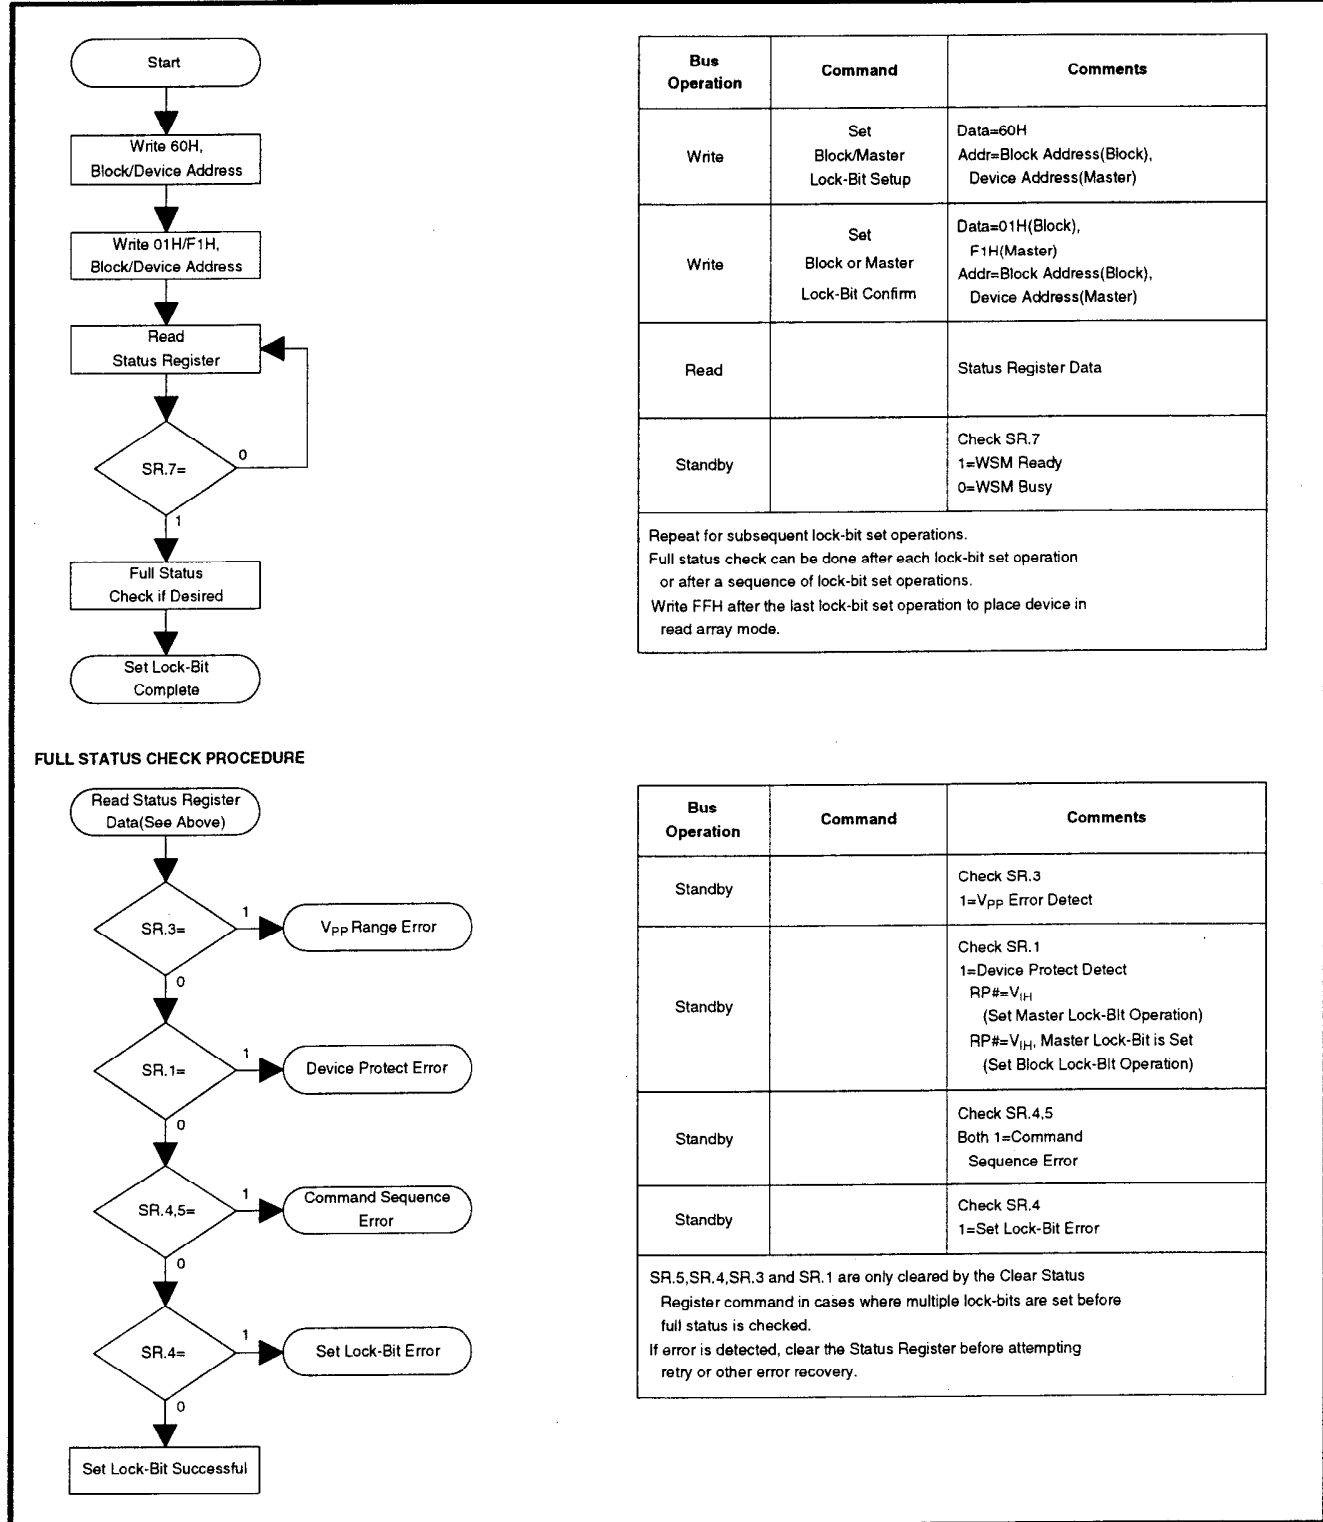 Start
Write 60H,
Block/Device Address
Write 01H/F1H,
Block/Device Address
Read
Status Register
SR.7=
0
1
Full Status
Check if Desired
Set Lock-Bit
Complete
Bus
Operation
Command
Comments
Write
Set
Block/Master
Lock-Bit Setup
Data=60H
Addr=Block Address(Block),
Device Address(Master)
Write
Set
Block or Master
Lock-Bit Confirm
Data=01H(Block),
F1H(Master)
Addr=Block Address(Block),
Device Address(Master)
Read
Status Register Data
Standby
Check SR.7
1=WSM Ready
0=WSM Busy
Repeat for subsequent lock-bit set operations.
Full status check can be done after each lock-bit set operation
or after a sequence of lock-bit set operations.
Write FFH after the last lock-bit set operation to place device in
read array mode.
FULL STATUS CHECK PROCEDURE
Read Status Register
Data(See Above)
SR.3=
1
VPP Range Error
0
SR.1=
1
Device Protect Error
0
SR.4,5=
1
Command Sequence
Error
0
SR.4=
1
Set Lock-Bit Error
0
Set Lock-Bit Successful
Bus
Operation
Command
Comments
Standby
Check SR.3
1=VPP Error Detect
Standby
Check SR.1
1=Device Protect Detect
RP#=VIH
(Set Master Lock-Bit Operation)
RP#=VIH, Master Lock-Bit is Set
(Set Block Lock-Bit Operation)
Standby
Check SR.4,5
Both 1=Command
Sequence Error
Standby
Check SR.4
1=Set Lock-Bit Error
SR.5,SR.4,SR.3 and SR.1 are only cleared by the Clear Status
Register command in cases where multiple lock-bits are set before
full status is checked.
If error is detected, clear the Status Register before attempting
retry or other error recovery.